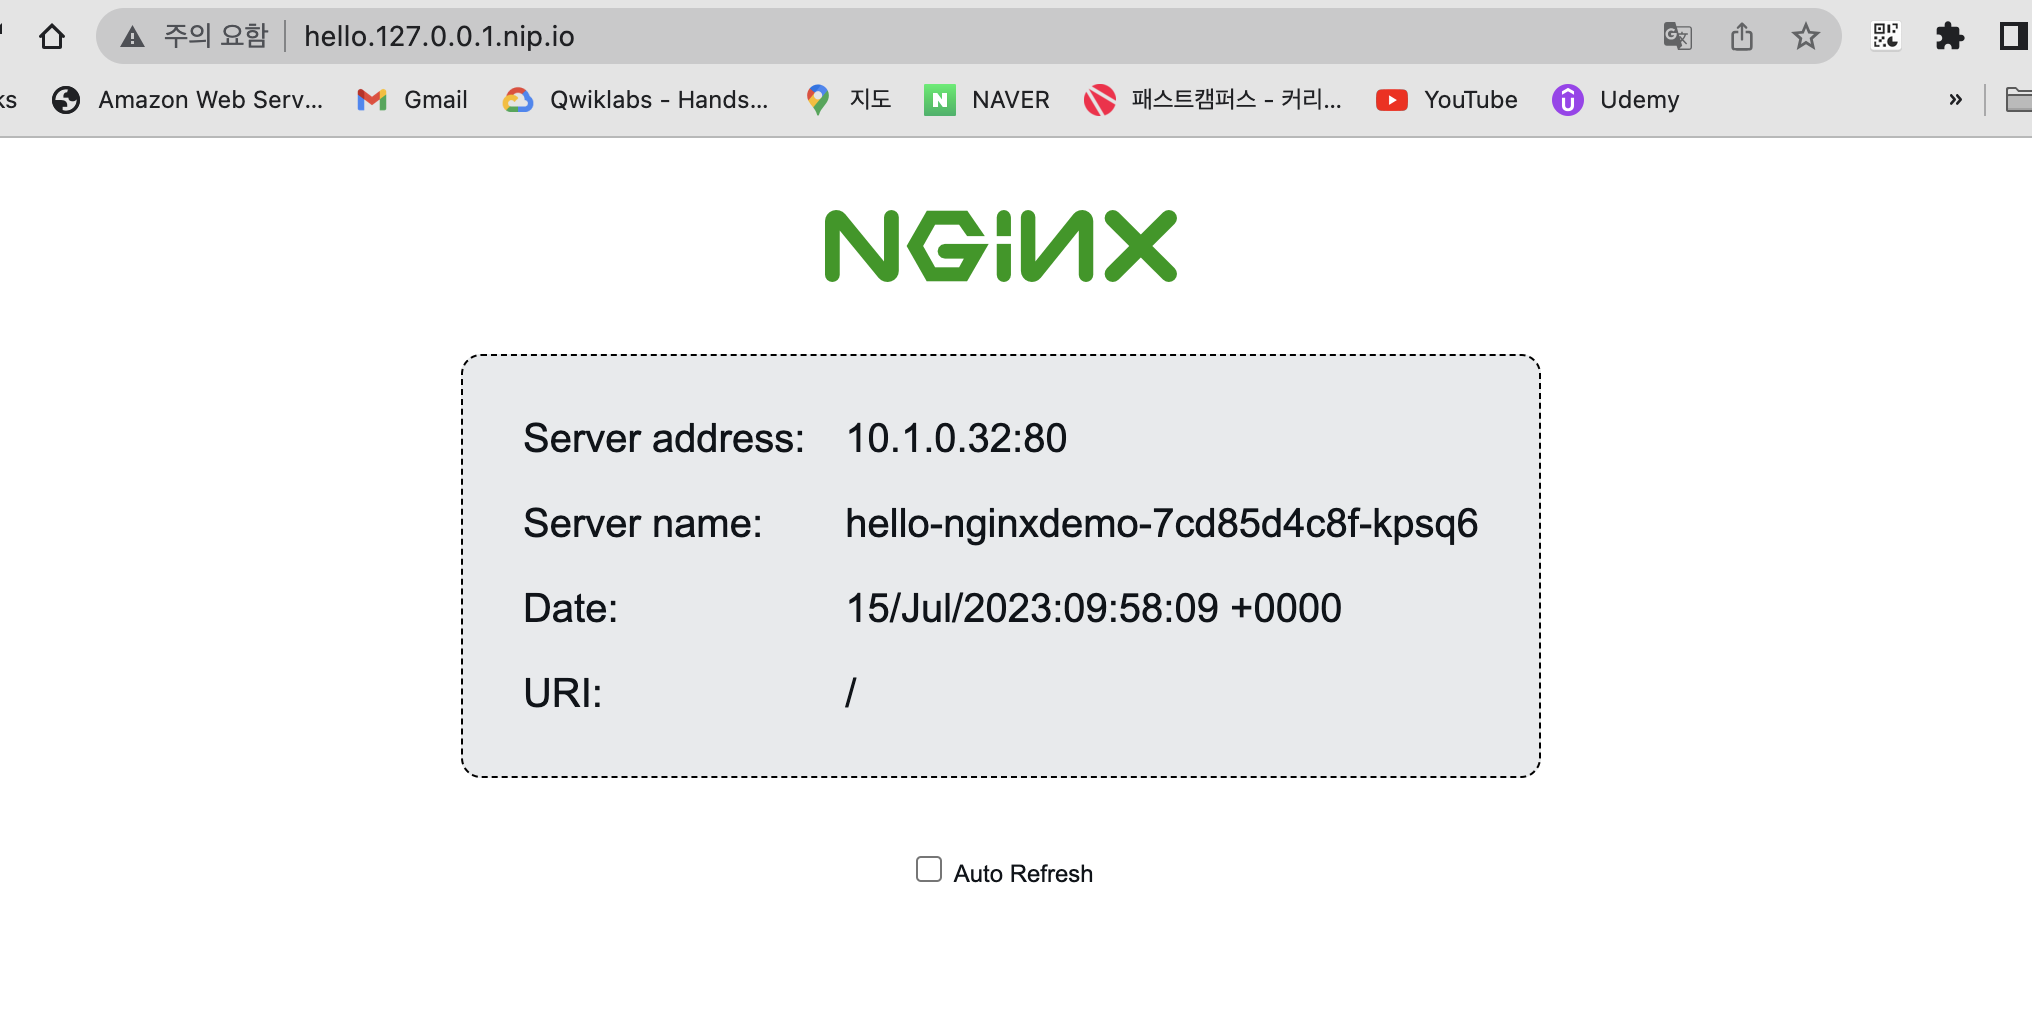 주의 요함 hello.127.0.0.1.nip.io
ks Amazon Web Serv... Gmail Qwiklabs - Hands... 지도 N NAVER 패스트캠퍼스 - 커리... YouTube Udemy »
NGINX
Server address: 10.1.0.32:80
Server name: hello-nginxdemo-7cd85d4c8f-kpsq6
Date: 15/Jul/2023:09:58:09 +0000
URI: /
Auto Refresh